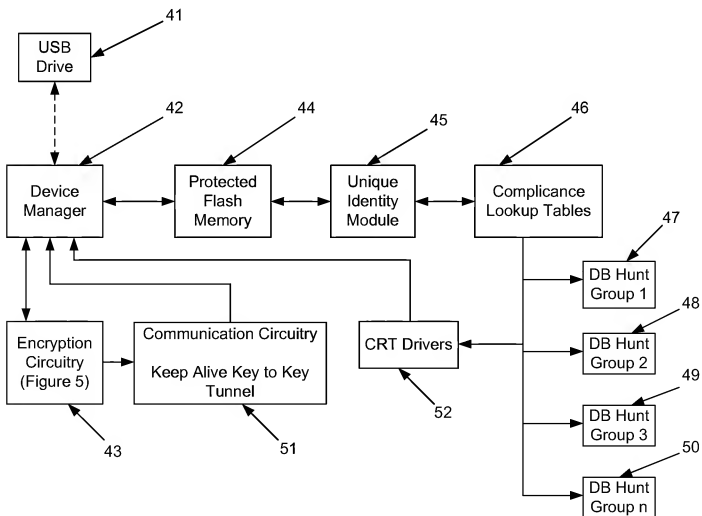 41
USB
Drive
42
44
45
46
Device
Manager
Protected
Flash
Memory
Unique
Identity
Module
Complicance
Lookup Tables
47
DB Hunt
Group 1
48
DB Hunt
Group 2
49
DB Hunt
Group 3
50
DB Hunt
Group n
Encryption
Circuitry
(Figure 5)
43
Communication Circuitry
Keep Alive Key to Key
Tunnel
51
CRT Drivers
52